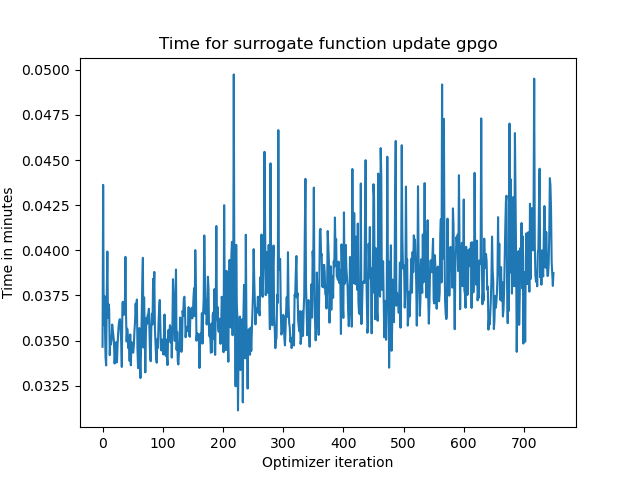 Time for surrogate function update gpgo
0.0500
0.0475
0.0450
0.0425
0.0400
0.0375
0.0350
0.0325
Time in minutes
0 100 200 300 400 500 600 700
Optimizer iteration